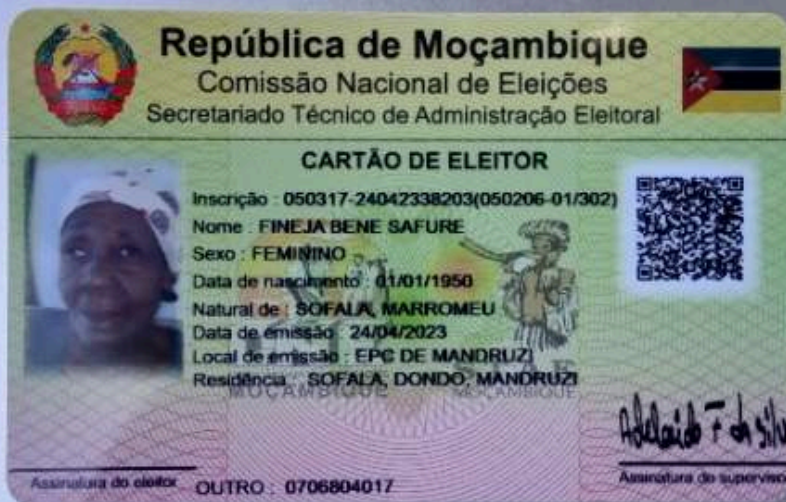 República de Moçambique
Comissão Nacional de Eleições
Secretariado Técnico de Administração Eleitoral
CARTÃO DE ELEITOR
Inscrição : 050317-24042338203(050206-01/302)
Nome : FINEJA BENE SAFURE
Sexo : FEMININO
Data de nascimento : 01/01/1950
Natural de : SOFALA, MARROMEU
Data de emissão : 24/04/2023
Local de emissão : EPC DE MANDRUZI
Residência : SOFALA, DONDO, MANDRUZI
MOÇAMBIQUE
MOÇAMBIQUE
Assinatura do eleitor
OUTRO : 0706804017
Assinatura do supervisor